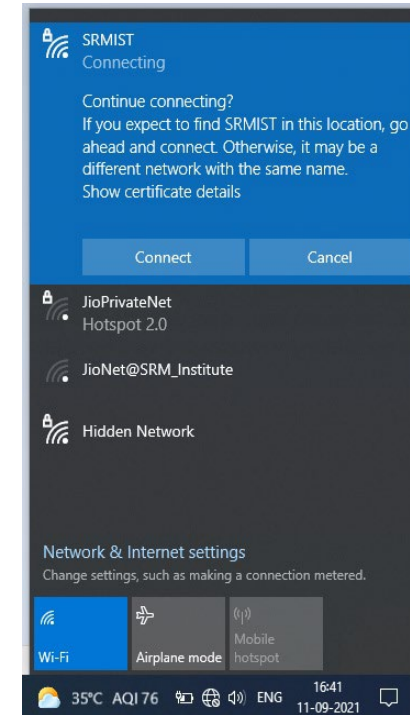 SRMIST
Connecting
Continue connecting?
If you expect to find SRMIST in this location, go
ahead and connect. Otherwise, it may be a
different network with the same name.
Show certificate details
Connect Cancel
JioPrivateNet
Hotspot 2.0
JioNet@SRM_Institute
Hidden Network
Network & Internet settings
Change settings, such as making a connection metered.
Wi-Fi Airplane mode Mobile
hotspot
35°C AQI 76 ENG 16:41
11-09-2021